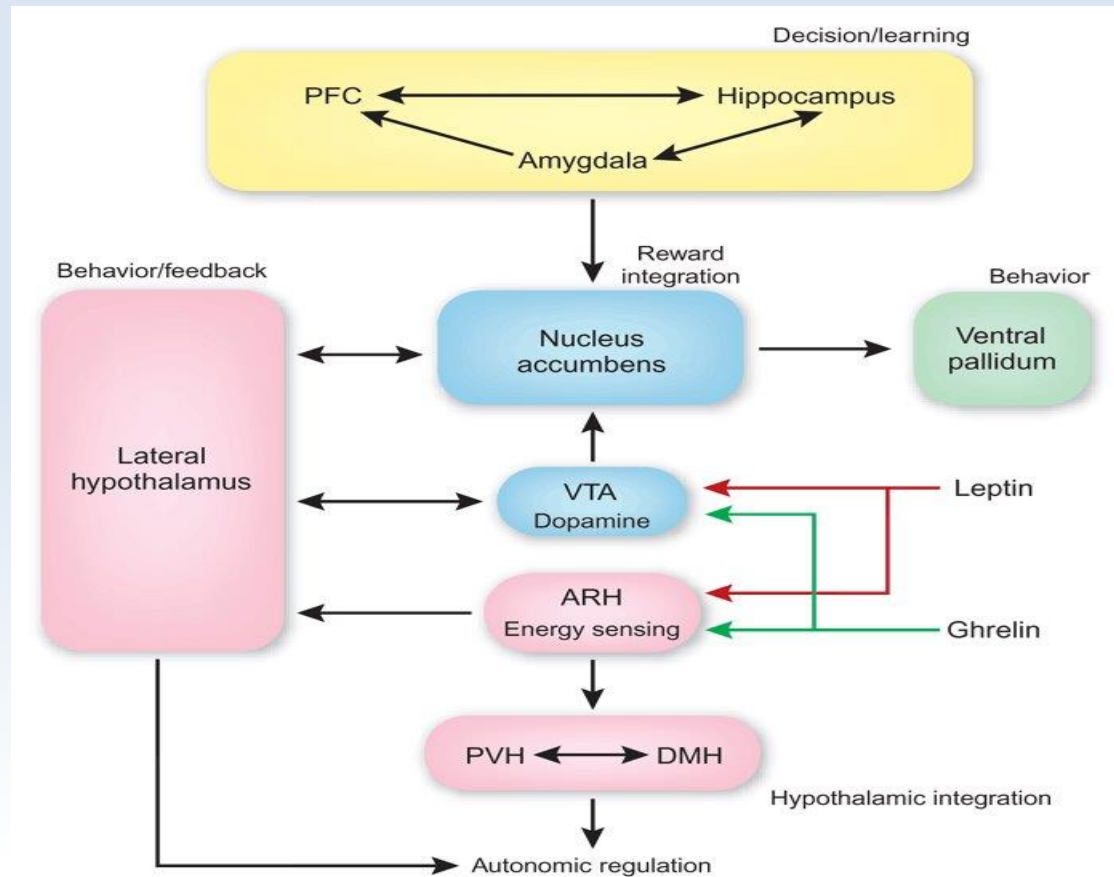 Decision/learning
PFC
Hippocampus
Amygdala
Behavior/feedback
Reward
integration
Behavior
Nucleus
accumbens
Ventral
pallidum
Lateral
hypothalamus
VTA
Dopamine
Leptin
ARH
Energy sensing
Ghrelin
PVH
DMH
Hypothalamic integration
Autonomic regulation